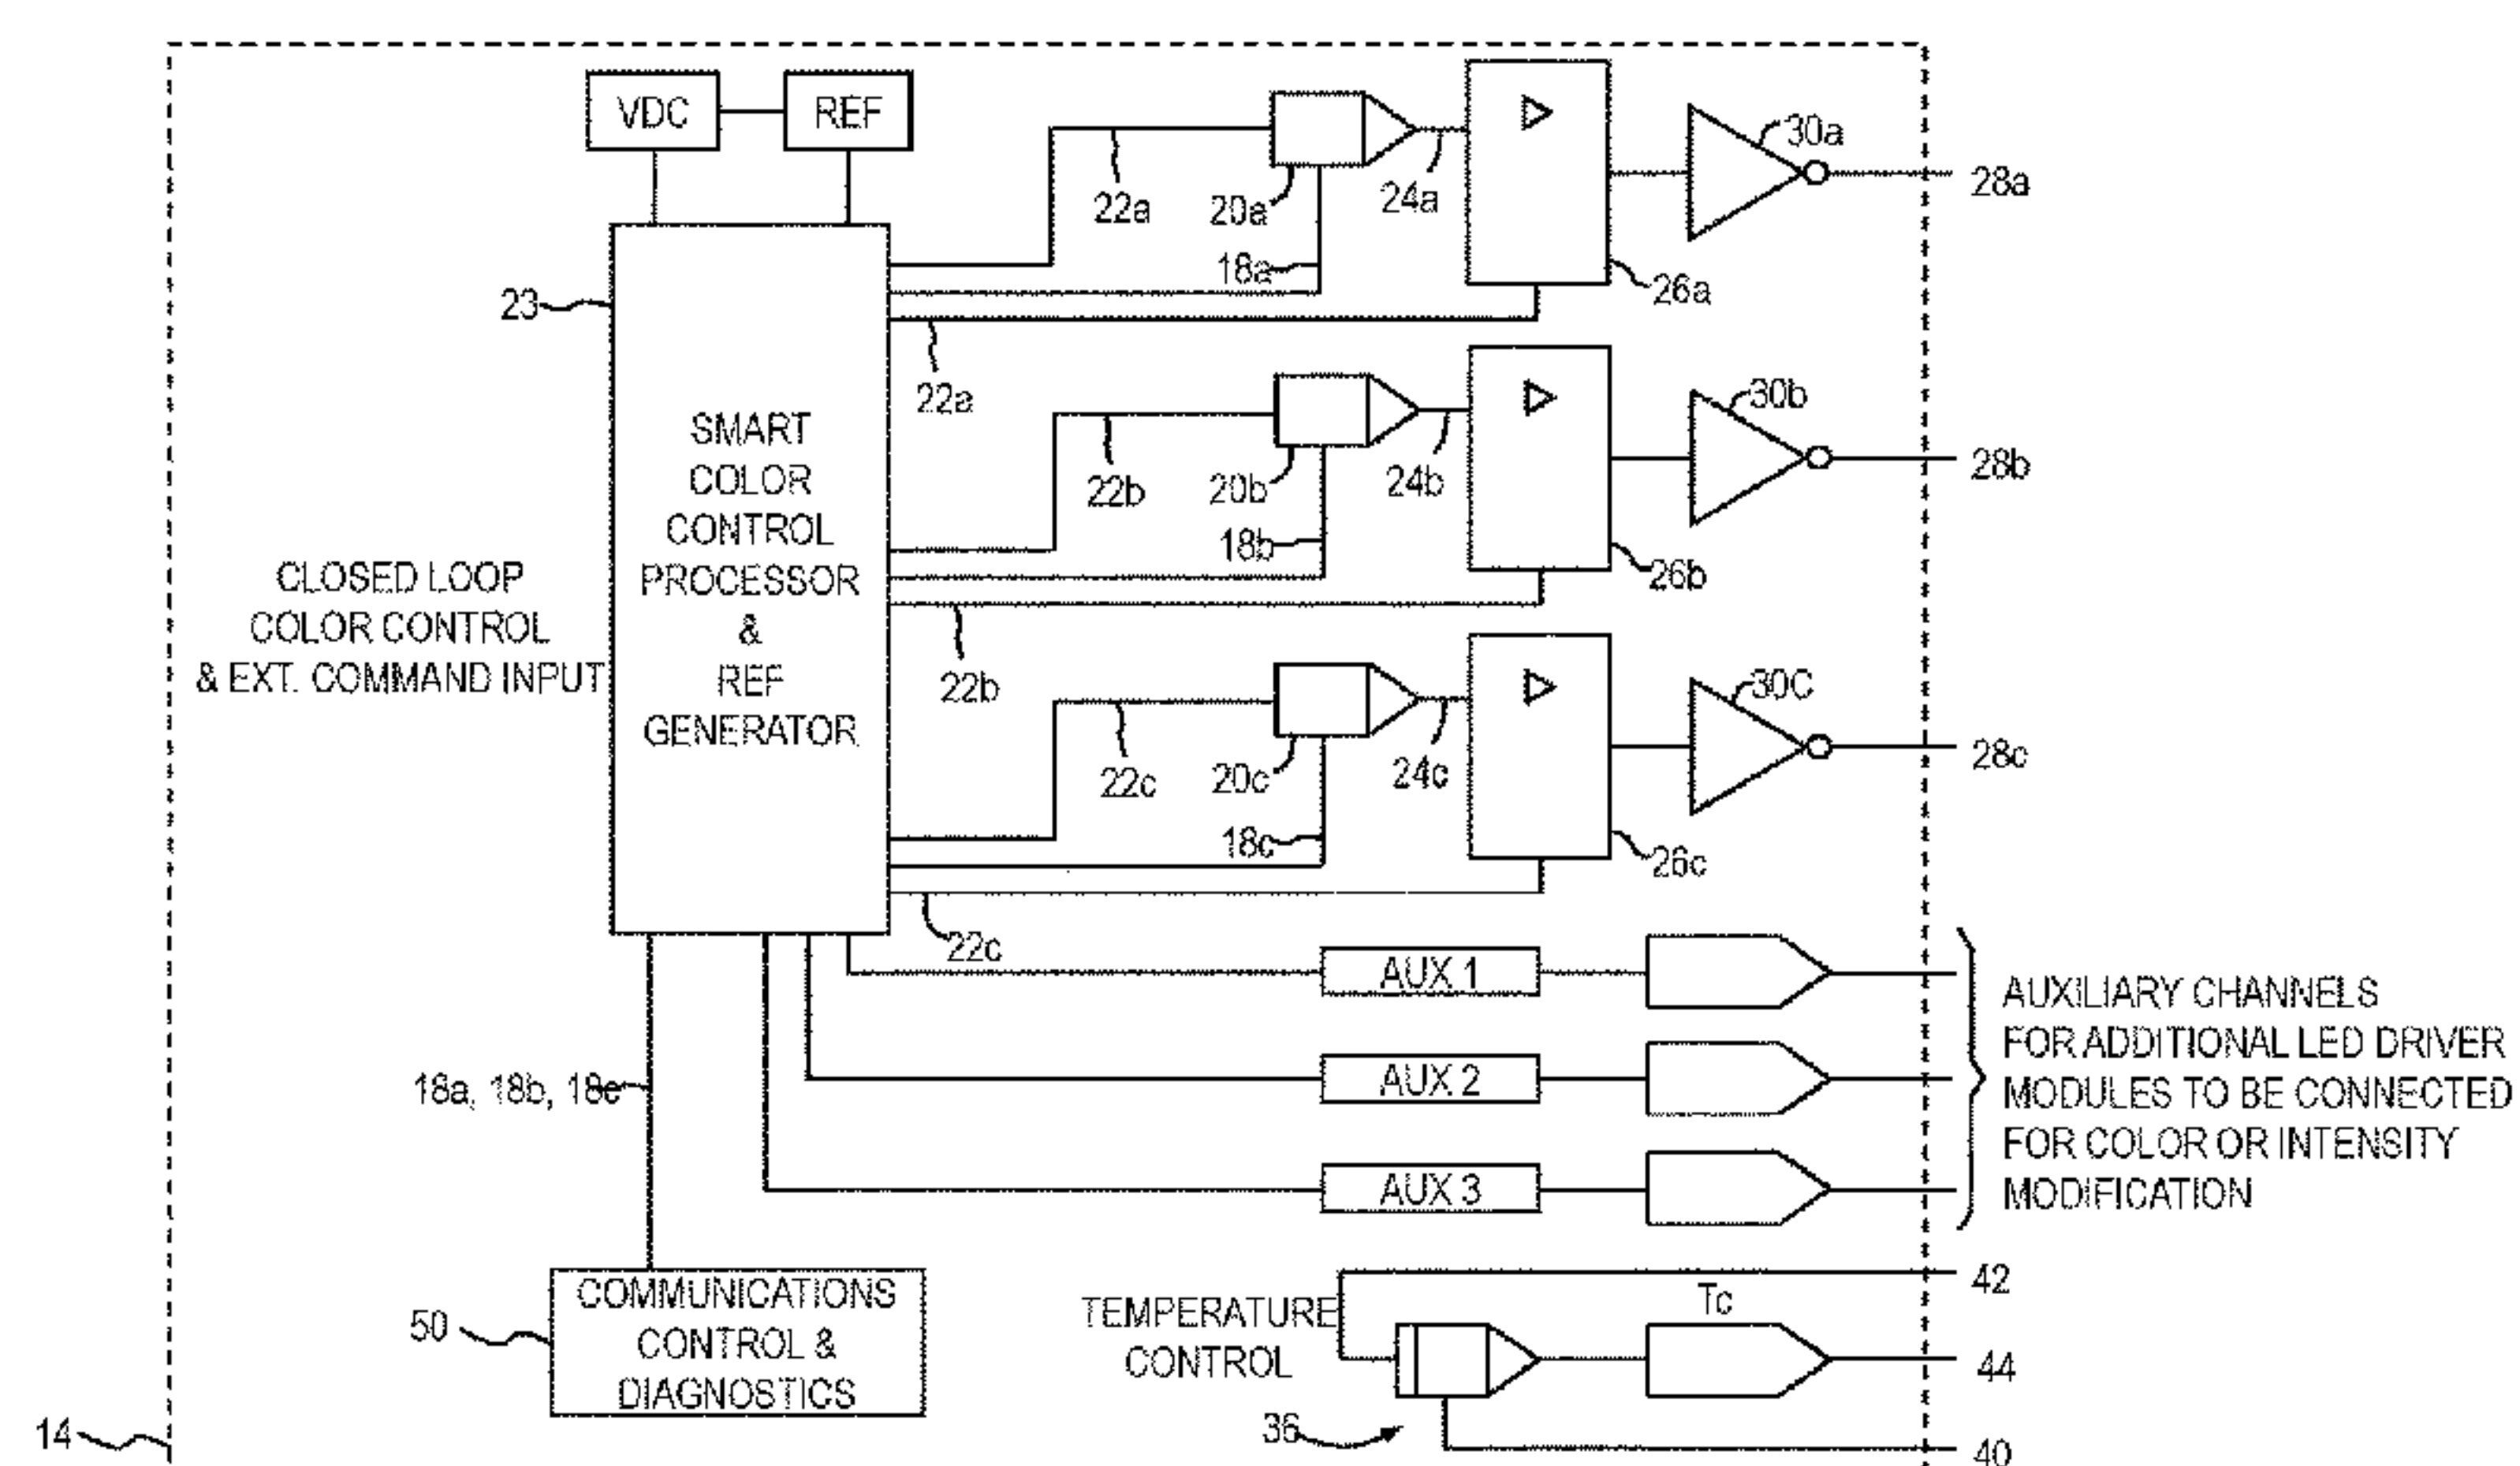 VDC
REF
30a
22a
20a
24a
28a
18a
23
26a
22a
30b
SMART
COLOR
CONTROL
PROCESSOR
&
REF
GENERATOR
22b
20b
24b
28b
18b
26b
CLOSED LOOP
COLOR CONTROL
& EXT. COMMAND INPUT
22b
30C
22c
20c
24c
28c
18c
26c
22c
AUX 1
AUX 2
AUX 3
AUXILIARY CHANNELS
FOR ADDITIONAL LED DRIVER
MODULES TO BE CONNECTED
FOR COLOR OR INTENSITY
MODIFICATION
18a, 18b, 18c
COMMUNICATIONS
CONTROL &
DIAGNOSTICS
50
TEMPERATURE
CONTROL
Tc
42
44
36
40
14